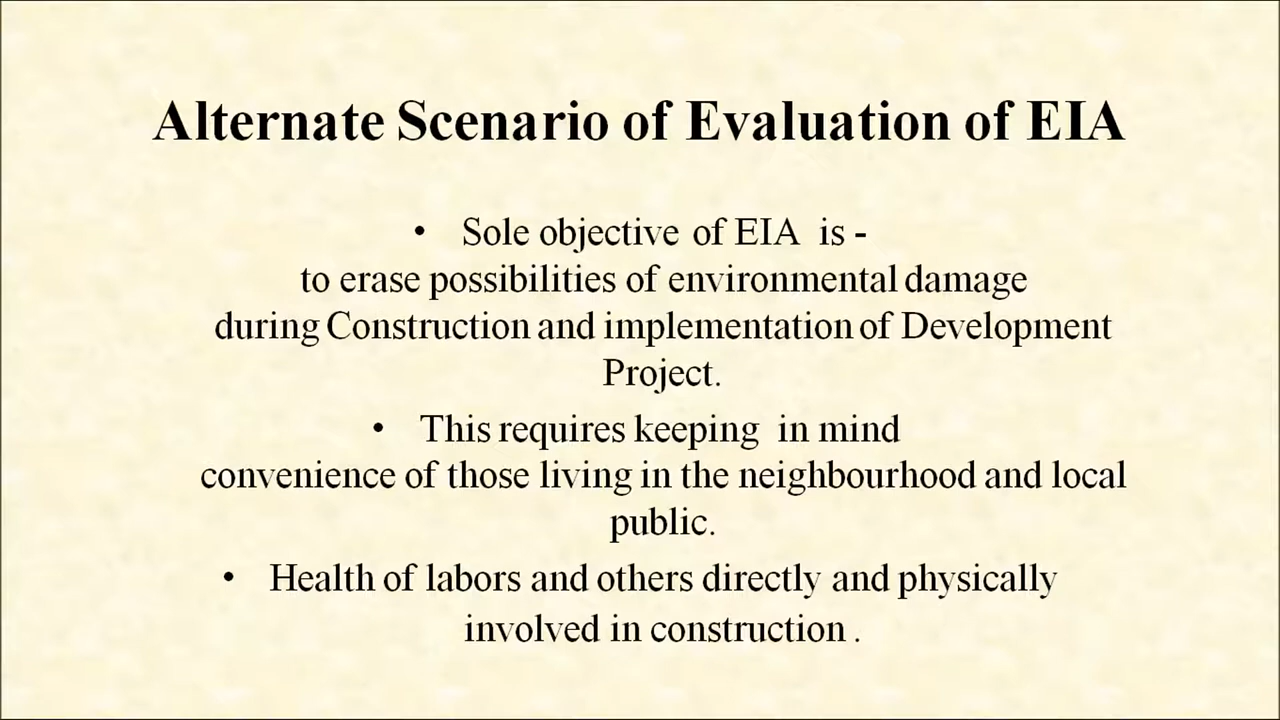 Alternate Scenario of Evaluation of EIA
• Sole objective of EIA is -
to erase possibilities of environmental damage
during Construction and implementation of Development
Project.
• This requires keeping in mind
convenience of those living in the neighbourhood and local
public.
• Health of labors and others directly and physically
involved in construction .